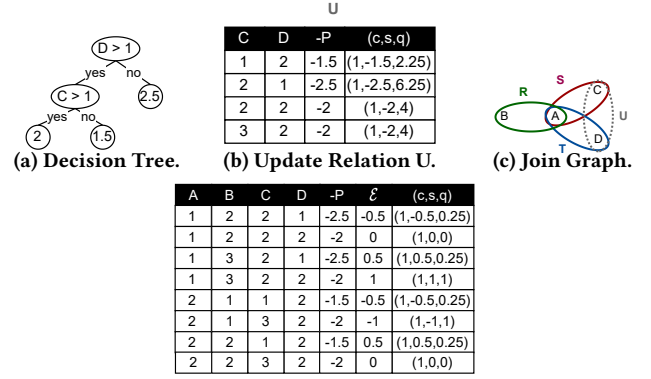 U
D > 1
yes no
C > 1 2.5
yes no
2 1.5
(a) Decision Tree.
C D -P (c,s,q)
1 2 -1.5 (1,-1.5,2.25)
2 1 -2.5 (1,-2.5,6.25)
2 2 -2 (1,-2,4)
3 2 -2 (1,-2,4)
(b) Update Relation U.
S
R C
B A U
D
T
(c) Join Graph.
A B C D -P ℰ (c,s,q)
1 2 2 1 -2.5 -0.5 (1,-0.5,0.25)
1 2 2 2 -2 0 (1,0,0)
1 3 2 1 -2.5 0.5 (1,0.5,0.25)
1 3 2 2 -2 1 (1,1,1)
2 1 1 2 -1.5 -0.5 (1,-0.5,0.25)
2 1 3 2 -2 -1 (1,-1,1)
2 2 1 2 -1.5 0.5 (1,0.5,0.25)
2 2 3 2 -2 0 (1,0,0)